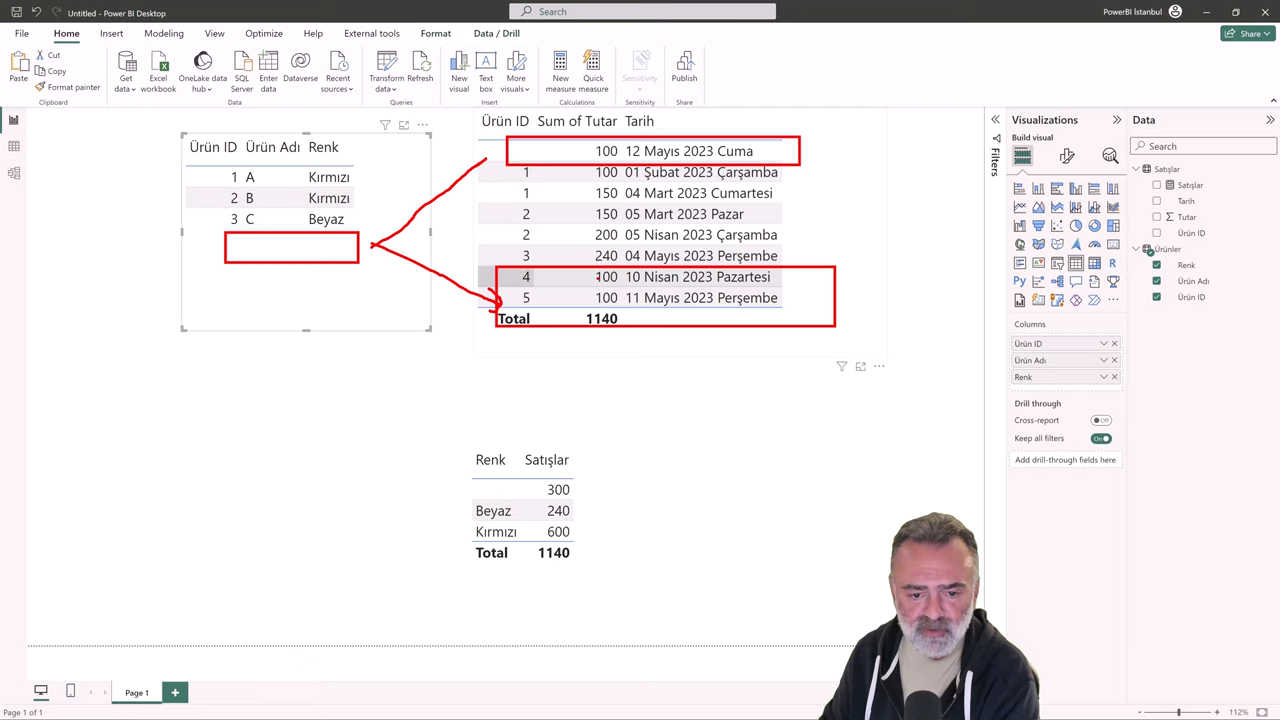 Untitled - Power BI Desktop
Search
PowerBI Istanbul
File Home Insert Modeling View Optimize Help External tools Format Data / Drill
Share
Paste
Cut
Copy
Format painter
Clipboard
Get data
Excel workbook
OneLake data hub
SQL Server
Enter data
Dataverse
Recent sources
Data
Transform data
Refresh
Queries
New visual
Text box
More visuals
Insert
New measure
Quick measure
Calculations
Sensitivity
Sensitivity
Publish
Share
Ürün ID Ürün Adı Renk
1 A Kırmızı
2 B Kırmızı
3 C Beyaz
Ürün ID Sum of Tutar Tarih
100 12 Mayıs 2023 Cuma
1 100 01 Şubat 2023 Çarşamba
1 150 04 Mart 2023 Cumartesi
2 150 05 Mart 2023 Pazar
2 200 05 Nisan 2023 Çarşamba
3 240 04 Mayıs 2023 Perşembe
4 100 10 Nisan 2023 Pazartesi
5 100 11 Mayıs 2023 Perşembe
Total 1140
Renk Satışlar
300
Beyaz 240
Kırmızı 600
Total 1140
Filters
Visualizations
Build visual
Columns
Ürün ID
Ürün Adı
Renk
Drill through
Cross-report Off
Keep all filters On
Add drill-through fields here
Data
Search
Satışlar
Satışlar
Tarih
Tutar
Ürün ID
Ürünler
Renk
Ürün Adı
Ürün ID
Page 1
Page 1 of 1
112%